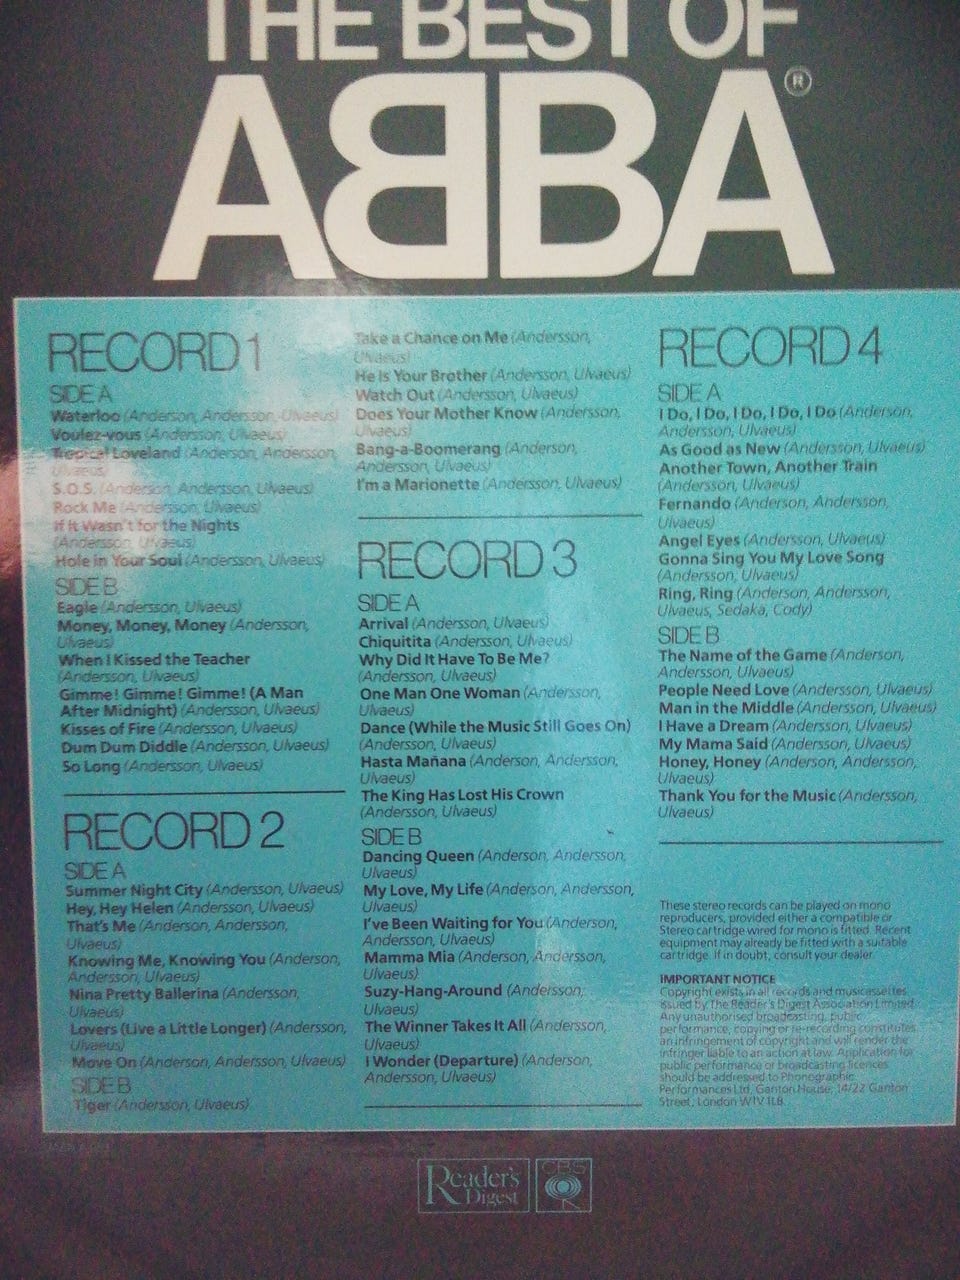 THE BEST OF
ABBA®
RECORD 1
SIDE A
Waterloo (Anderson, Andersson, Ulvaeus)
Voulez-vous (Andersson, Ulvaeus)
Tropical Loveland (Andersson, Anderson,
Ulvaeus)
S.O.S. (Anderson, Andersson, Ulvaeus)
Rock Me (Andersson, Ulvaeus)
If It Wasn't for the Nights
(Andersson, Ulvaeus)
Hole in Your Soul (Andersson, Ulvaeus)
SIDE B
Eagle (Andersson, Ulvaeus)
Money, Money, Money (Andersson,
Ulvaeus)
When I Kissed the Teacher
(Andersson, Ulvaeus)
Gimme! Gimme! Gimme! (A Man
After Midnight) (Andersson, Ulvaeus)
Kisses of Fire (Andersson, Ulvaeus)
Dum Dum Diddle (Andersson, Ulvaeus)
So Long (Andersson, Ulvaeus)
RECORD 2
SIDE A
Summer Night City (Andersson, Ulvaeus)
Hey, Hey Helen (Andersson, Ulvaeus)
That's Me (Anderson, Andersson,
Ulvaeus)
Knowing Me, Knowing You (Anderson,
Andersson, Ulvaeus)
Nina Pretty Ballerina (Andersson,
Ulvaeus)
Lovers (Live a Little Longer) (Andersson,
Ulvaeus)
Move On (Anderson, Andersson, Ulvaeus)
SIDE B
Tiger (Andersson, Ulvaeus)
Take a Chance on Me (Andersson,
Ulvaeus)
He Is Your Brother (Andersson, Ulvaeus)
Watch Out (Andersson, Ulvaeus)
Does Your Mother Know (Andersson,
Ulvaeus)
Bang-a-Boomerang (Anderson,
Andersson, Ulvaeus)
I'm a Marionette (Andersson, Ulvaeus)
RECORD 3
SIDE A
Arrival (Andersson, Ulvaeus)
Chiquitita (Andersson, Ulvaeus)
Why Did It Have To Be Me?
(Andersson, Ulvaeus)
One Man One Woman (Andersson,
Ulvaeus)
Dance (While the Music Still Goes On)
(Andersson, Ulvaeus)
Hasta Mañana (Anderson, Andersson,
Ulvaeus)
The King Has Lost His Crown
(Andersson, Ulvaeus)
SIDE B
Dancing Queen (Anderson, Andersson,
Ulvaeus)
My Love, My Life (Anderson, Andersson,
Ulvaeus)
I've Been Waiting for You (Anderson,
Andersson, Ulvaeus)
Mamma Mia (Anderson, Andersson,
Ulvaeus)
Suzy-Hang-Around (Andersson,
Ulvaeus)
The Winner Takes It All (Andersson,
Ulvaeus)
I Wonder (Departure) (Anderson,
Andersson, Ulvaeus)
RECORD 4
SIDE A
I Do, I Do, I Do, I Do, I Do (Anderson,
Andersson, Ulvaeus)
As Good as New (Andersson, Ulvaeus)
Another Town, Another Train
(Andersson, Ulvaeus)
Fernando (Anderson, Andersson,
Ulvaeus)
Angel Eyes (Andersson, Ulvaeus)
Gonna Sing You My Love Song
(Andersson, Ulvaeus)
Ring, Ring (Anderson, Andersson,
Ulvaeus, Sedaka, Cody)
SIDE B
The Name of the Game (Anderson,
Andersson, Ulvaeus)
People Need Love (Andersson, Ulvaeus)
Man in the Middle (Andersson, Ulvaeus)
I Have a Dream (Andersson, Ulvaeus)
My Mama Said (Andersson, Ulvaeus)
Honey, Honey (Anderson, Andersson,
Ulvaeus)
Thank You for the Music (Andersson,
Ulvaeus)
These stereo records can be played on mono
reproducers, provided either a compatible or
Stereo cartridge wired for mono is fitted. Recent
equipment may already be fitted with a suitable
cartridge. If in doubt, consult your dealer.
IMPORTANT NOTICE
Copyright exists in all records and musicassettes
issued by The Reader's Digest Association Limited.
Any unauthorised broadcasting, public
performance, copying or re-recording constitutes
an infringement of copyright and will render the
infringer liable to an action at law. Application for
public performance or broadcasting licences
should be addressed to Phonographic
Performances Ltd, Ganton House, 14/22 Ganton
Street, London W1V 1LB.
Reader's
Digest
CBS